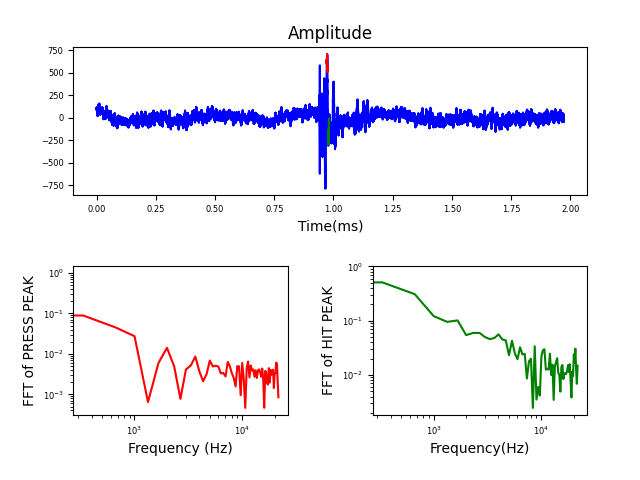 Amplitude
750
500
250
0
−250
−500
−750
0.00 0.25 0.50 0.75 1.00 1.25 1.50 1.75 2.00
Time(ms)
FFT of PRESS PEAK
10⁰
10⁻¹
10⁻²
10⁻³
10³ 10⁴
Frequency (Hz)
FFT of HIT PEAK
10⁰
10⁻¹
10⁻²
10³ 10⁴
Frequency(Hz)